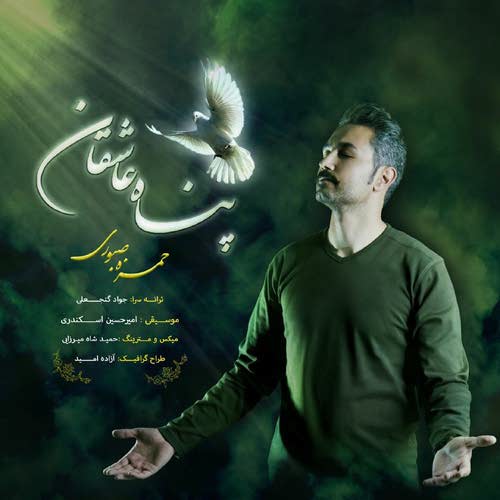 پناه عاشقان
حمزه صبوری
ترانه سرا: جواد گنجعلی
موسیقی : امیرحسین اسکندری
میکس و مسترینگ: حمید شاه میرزایی
طراح گرافیک: آزاده امید